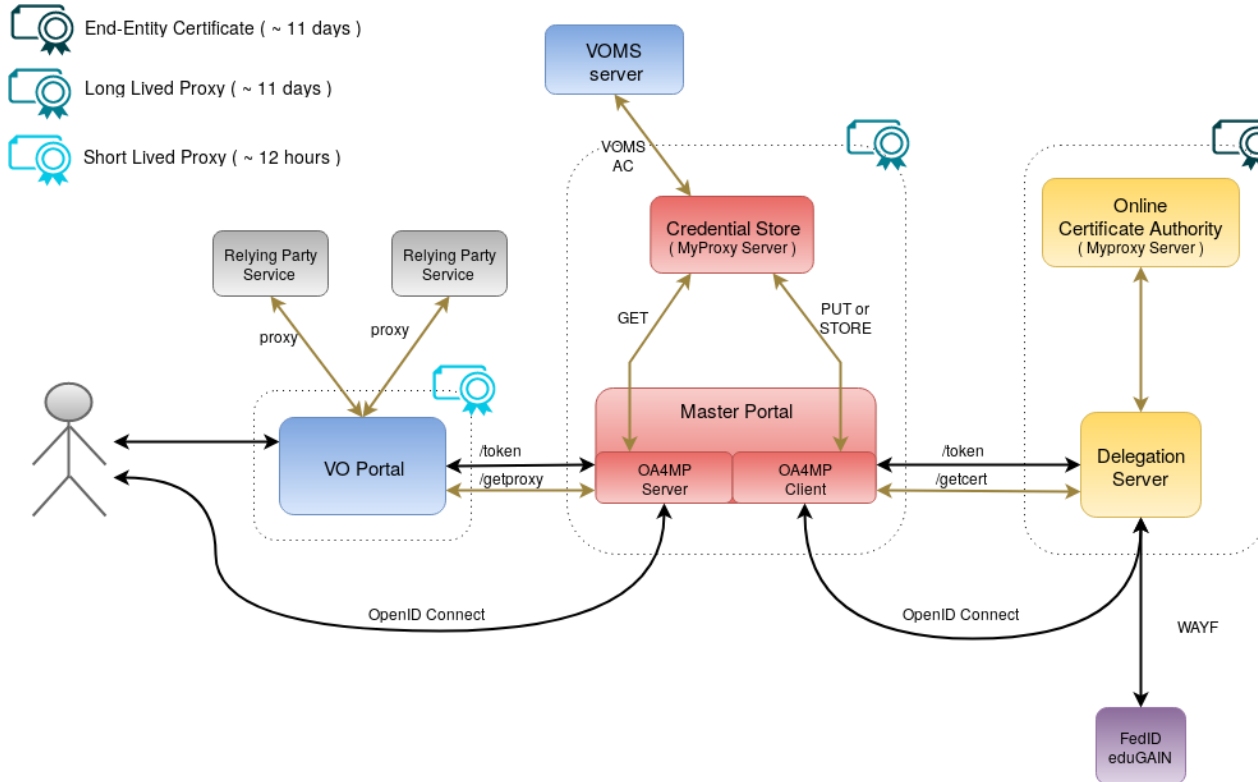 End-Entity Certificate ( ~ 11 days )
Long Lived Proxy ( ~ 11 days )
Short Lived Proxy ( ~ 12 hours )
VOMS
server
VOMS
AC
Credential Store
( MyProxy Server )
Online
Certificate Authority
( Myproxy Server )
Relying Party
Service
Relying Party
Service
proxy
proxy
GET
PUT or
STORE
Master Portal
VO Portal
/token
/getproxy
OA4MP
Server
OA4MP
Client
/token
/getcert
Delegation
Server
OpenID Connect
OpenID Connect
WAYF
FedID
eduGAIN